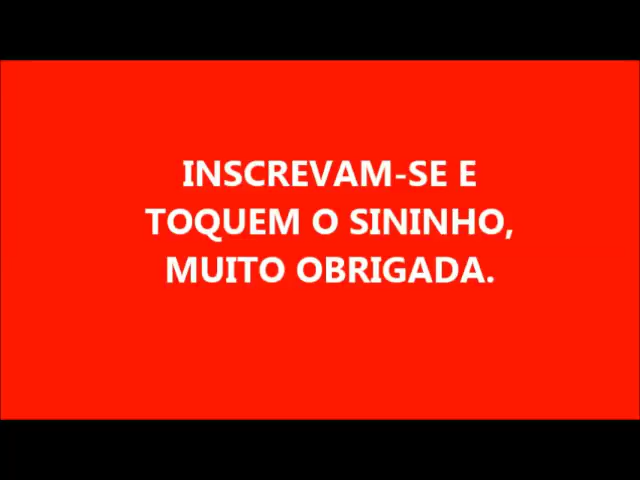 INSCREVAM-SE E
TOQUEM O SININHO,
MUITO OBRIGADA.